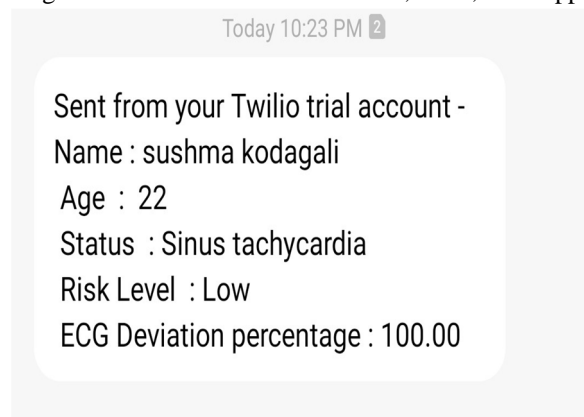 Today 10:23 PM 2
Sent from your Twilio trial account -
Name : sushma kodagali
Age : 22
Status : Sinus tachycardia
Risk Level : Low
ECG Deviation percentage : 100.00